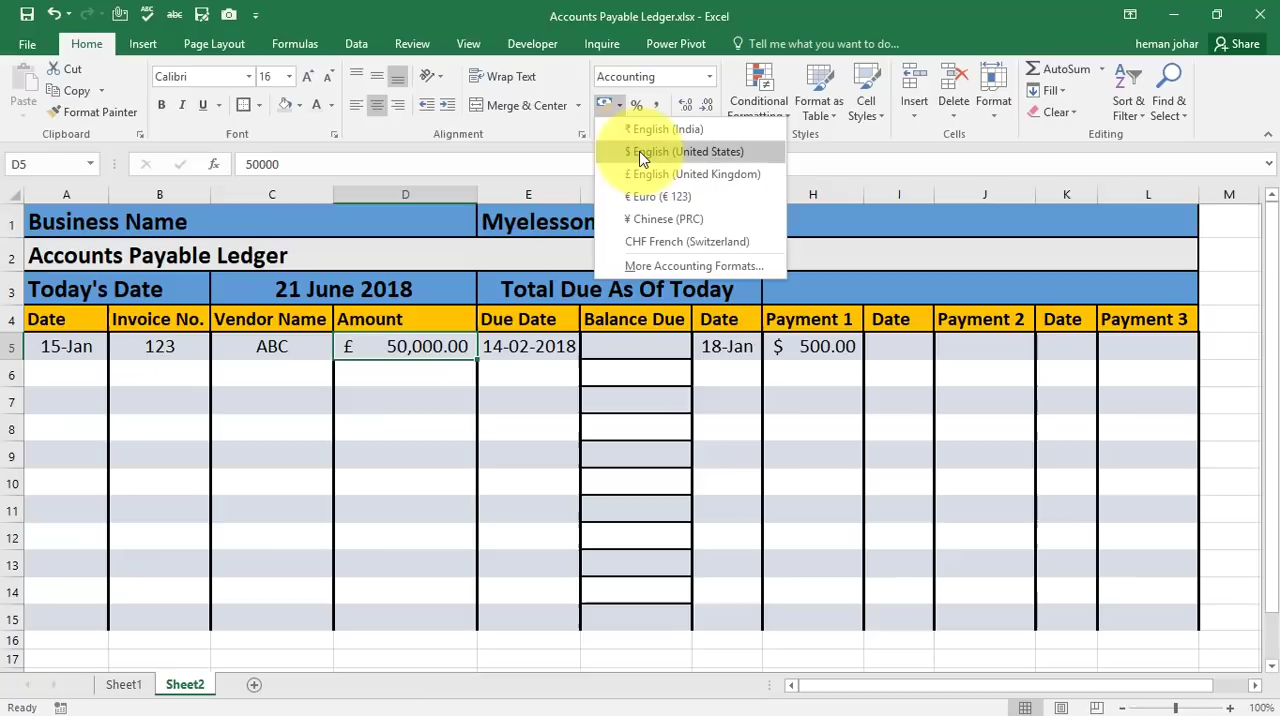 Accounts Payable Ledger.xlsx - Excel
File Home Insert Page Layout Formulas Data Review View Developer Inquire Power Pivot Tell me what you want to do... heman johar Share
Paste
Cut
Copy
Format Painter
Clipboard
Calibri 16 A A
B I U A
Font
Wrap Text
Merge & Center
Alignment
Accounting
% ,
Conditional Formatting
Format as Table
Cell Styles
Styles
Insert Delete Format
AutoSum
Fill
Clear
Sort & Filter
Find & Select
Editing
₹ English (India)
$ English (United States)
£ English (United Kingdom)
€ Euro (€ 123)
¥ Chinese (PRC)
CHF French (Switzerland)
More Accounting Formats...
D5 fx 50000
A B C D E H I J K L M
1 Business Name Myelesson
2 Accounts Payable Ledger
3 Today's Date 21 June 2018 Total Due As Of Today
4 Date Invoice No. Vendor Name Amount Due Date Balance Due Date Payment 1 Date Payment 2 Date Payment 3
5 15-Jan 123 ABC £ 50,000.00 14-02-2018 18-Jan $ 500.00
6
7
8
9
10
11
12
13
14
15
16
17
Sheet1 Sheet2
Ready 100%